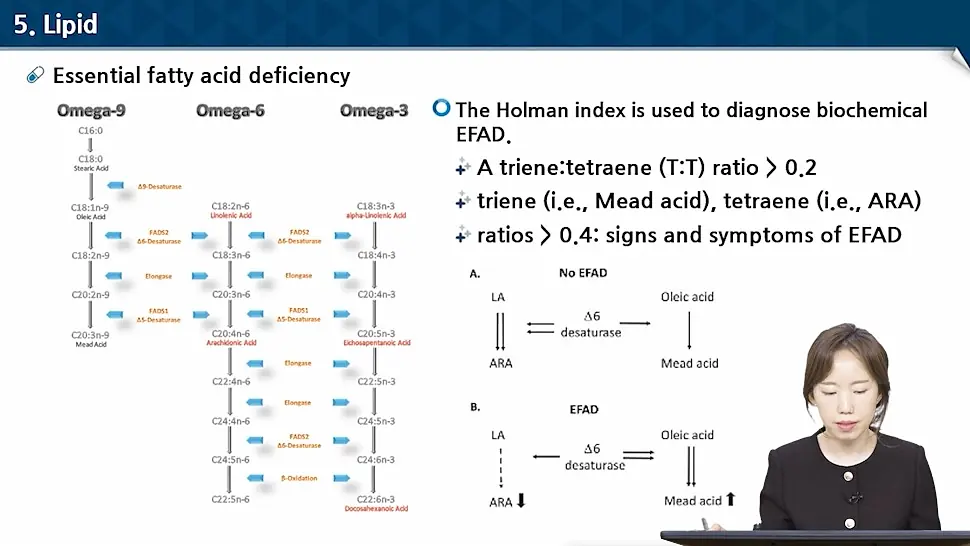 5. Lipid
Essential fatty acid deficiency
Omega-9
Omega-6
Omega-3
C16:0
C18:0
Stearic Acid
Δ9-Desaturase
C18:1n-9
Oleic Acid
C18:2n-6
Linolenic Acid
C18:3n-3
alpha-Linolenic Acid
FADS2
Δ6-Desaturase
FADS2
Δ6-Desaturase
C18:2n-9
C18:3n-6
C18:4n-3
Elongase
Elongase
C20:2n-9
C20:3n-6
C20:4n-3
FADS1
Δ5-Desaturase
FADS1
Δ5-Desaturase
C20:3n-9
Mead Acid
C20:4n-6
Arachidonic Acid
C20:5n-3
Eichosapentanoic Acid
Elongase
C22:4n-6
C22:5n-3
Elongase
C24:4n-6
C24:5n-3
FADS2
Δ6-Desaturase
C24:5n-6
C24:6n-3
β-Oxidation
C22:5n-6
C22:6n-3
Docosahexanoic Acid
The Holman index is used to diagnose biochemical
EFAD.
A triene:tetraene (T:T) ratio > 0.2
triene (i.e., Mead acid), tetraene (i.e., ARA)
ratios > 0.4: signs and symptoms of EFAD
A.
No EFAD
LA
Oleic acid
Δ6
desaturase
ARA
Mead acid
B.
EFAD
LA
Oleic acid
Δ6
desaturase
ARA
Mead acid